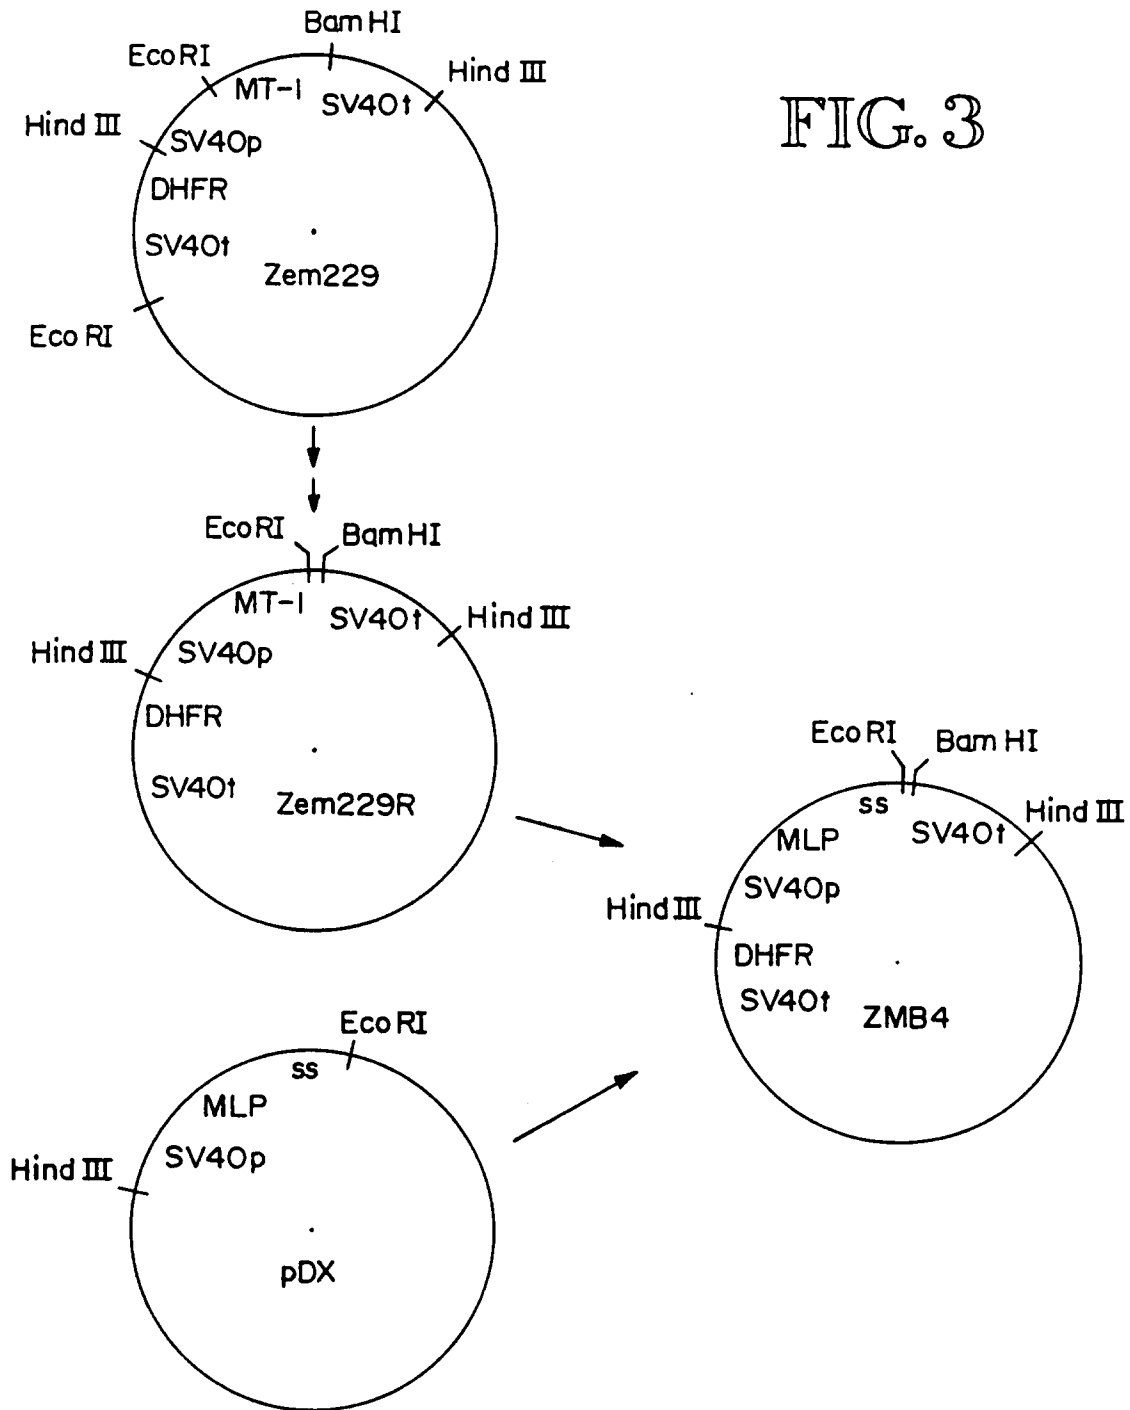 FIG. 3
Bam HI
Eco RI
Hind III
MT-I
SV40t
Hind III
SV40p
DHFR
SV40t
Zem229
Eco RI
Eco RI
Bam HI
MT-I
SV40t
Hind III
Hind III
SV40p
DHFR
SV40t
Zem229R
Eco RI
ss
MLP
SV40p
Hind III
pDX
Eco RI
Bam HI
ss
Hind III
SV40t
MLP
SV40p
Hind III
DHFR
SV40t
ZMB4